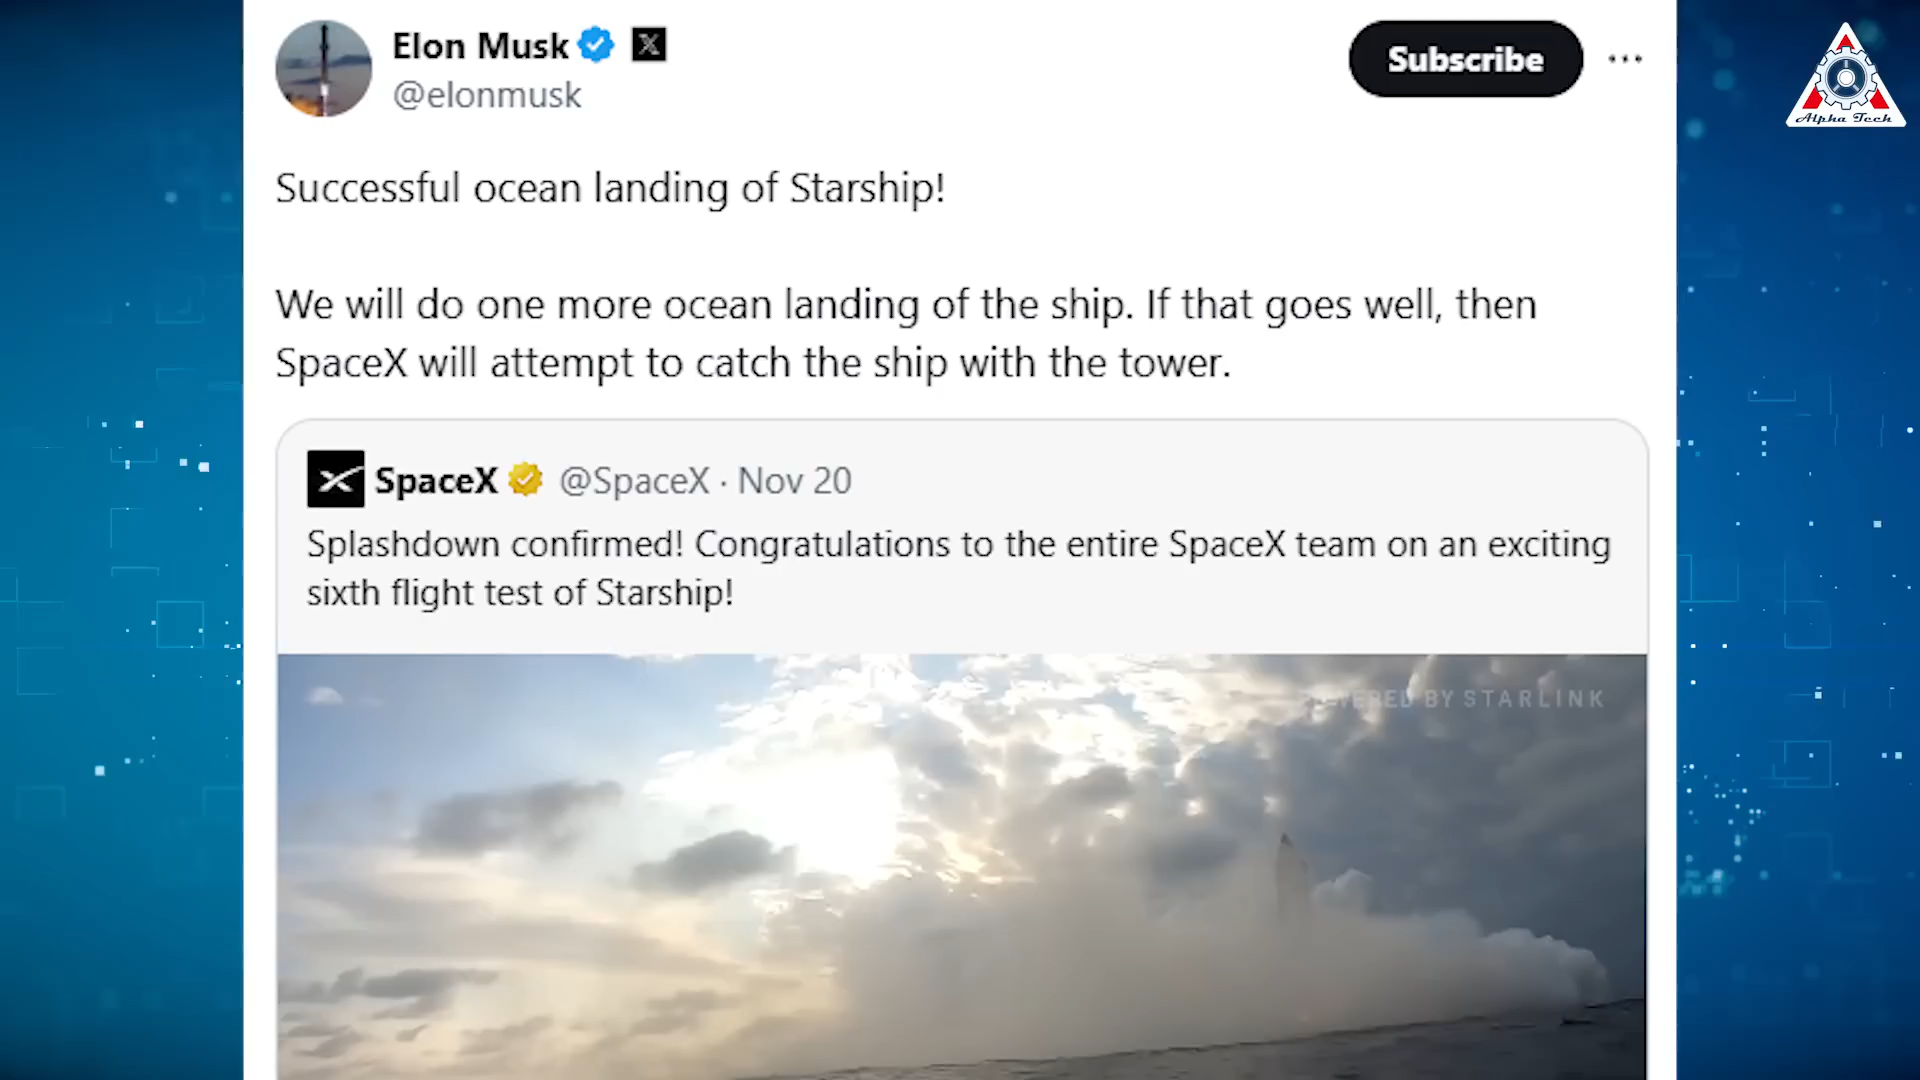 Elon Musk
@elonmusk
Subscribe
Alpha Tech
Successful ocean landing of Starship!
We will do one more ocean landing of the ship. If that goes well, then
SpaceX will attempt to catch the ship with the tower.
SpaceX @SpaceX · Nov 20
Splashdown confirmed! Congratulations to the entire SpaceX team on an exciting
sixth flight test of Starship!
POWERED BY STARLINK